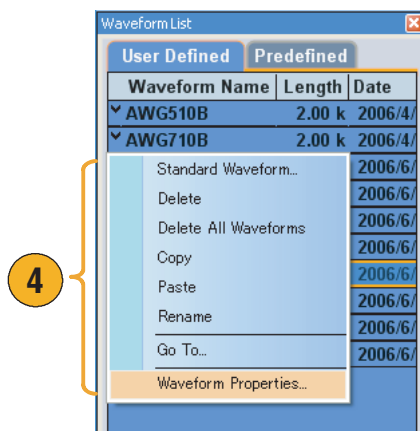 Waveform List
User Defined Predefined
Waveform Name Length Date
AWG510B 2.00 k 2006/4/
AWG710B 2.00 k 2006/4/
Standard Waveform... 2006/6/
Delete 2006/6/
Delete All Waveforms 2006/6/
Copy 2006/6/
4 Paste 2006/6/
Rename 2006/6/
2006/6/
Go To... 2006/6/
Waveform Properties...